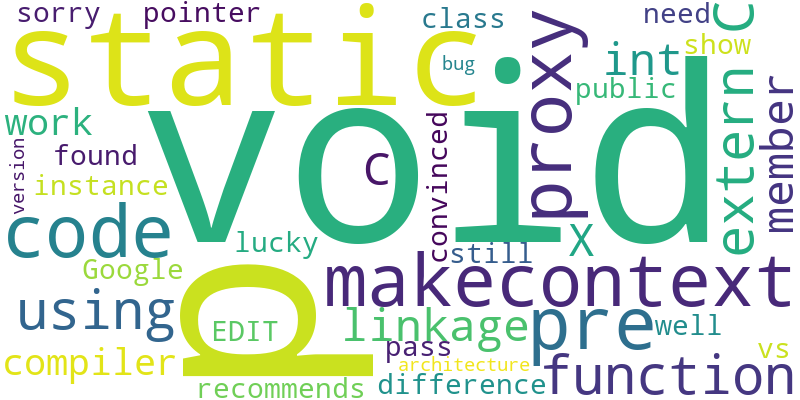 sorry
pointer
class
need
static
bug
show
int
public
proxy
extern C
work
void
member
found
version
instance
C
convinced
code
lucky
still
X
Google
makecontext
p
using
EDIT
linkage
pre
well
compiler
pass
vs
architecture
recommends
difference
function